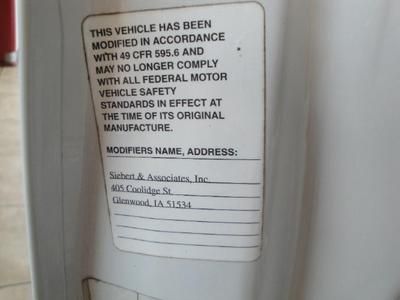 THIS VEHICLE HAS BEEN
MODIFIED IN ACCORDANCE
WITH 49 CFR 595.6 AND
MAY NO LONGER COMPLY
WITH ALL FEDERAL MOTOR
VEHICLE SAFETY
STANDARDS IN EFFECT AT
THE TIME OF ITS ORIGINAL
MANUFACTURE.
MODIFIERS NAME, ADDRESS:
Siebert & Associates, Inc.
405 Coolidge St.
Glenwood, IA 51534